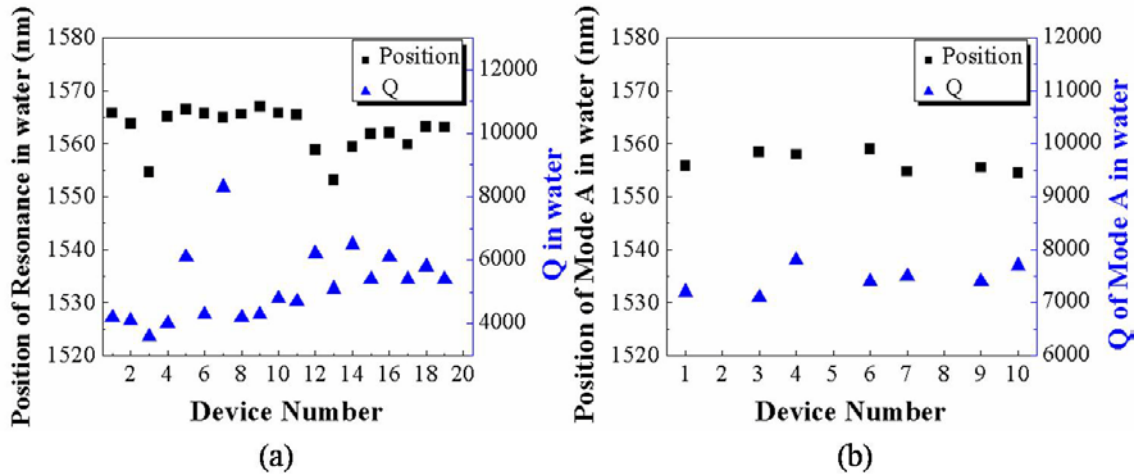 Position of Resonance in water (nm)
1580
1570
1560
1550
1540
1530
1520
Position
Q
12000
10000
8000
6000
4000
Q in water
2 4 6 8 10 12 14 16 18 20
Device Number
(a)
Position of Mode A in water (nm)
1580
1570
1560
1550
1540
1530
1520
Position
Q
12000
11000
10000
9000
8000
7000
6000
Q of Mode A in water
1 2 3 4 5 6 7 8 9 10
Device Number
(b)